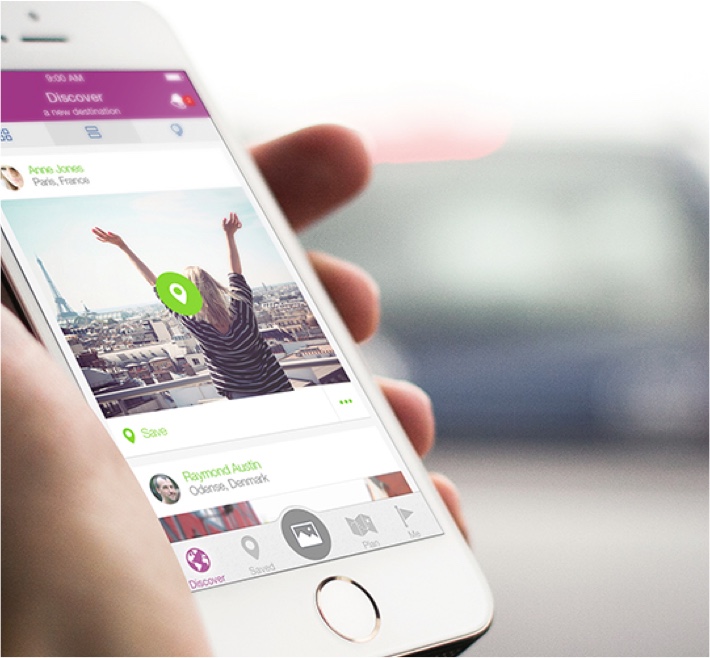 9:00 AM
Discover
a new destination
Anne Jones
Paris, France
Save
Raymond Austin
Odense, Denmark
Discover
Saved
Plan
Me